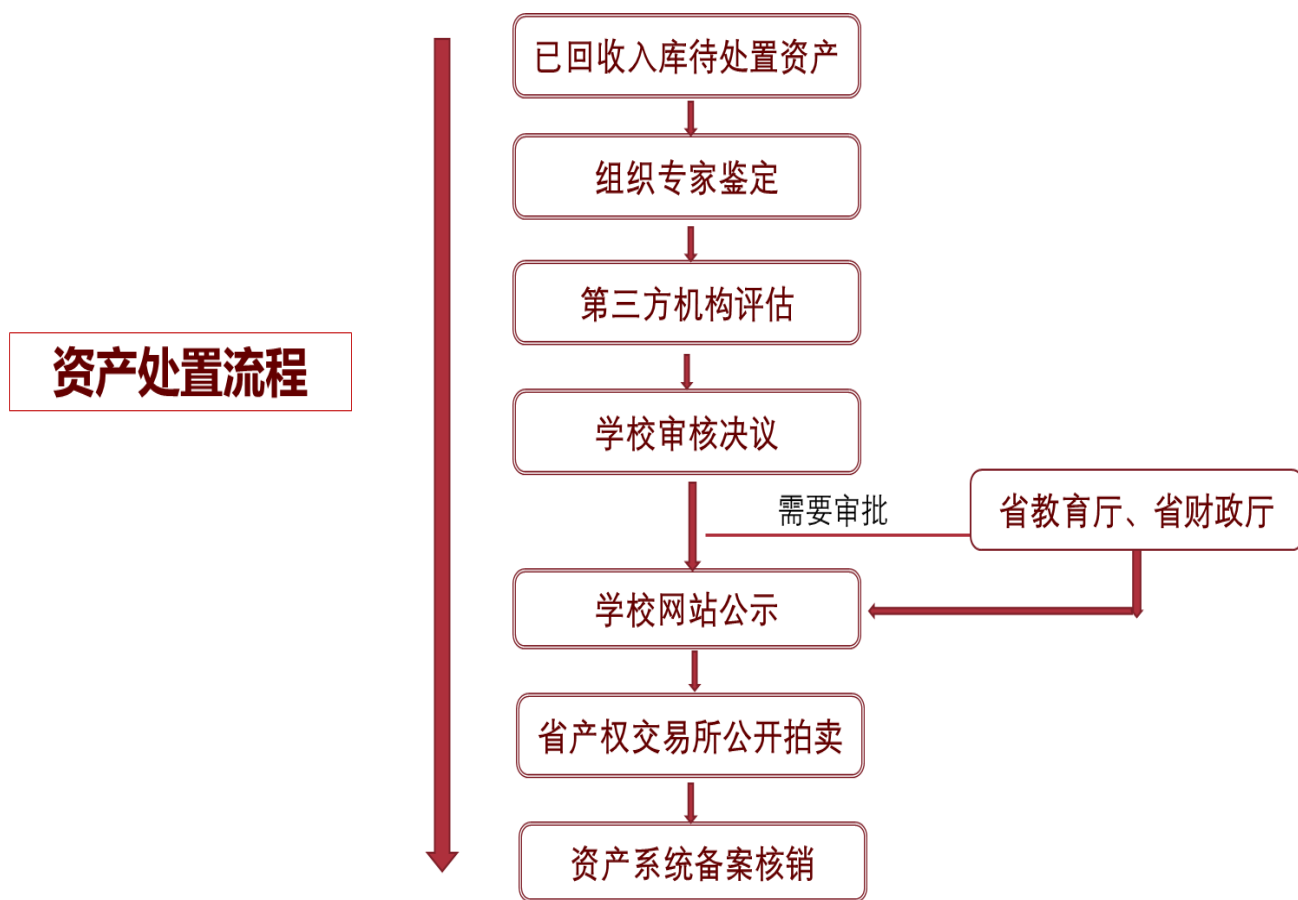 已回收入库待处置资产
组织专家鉴定
第三方机构评估
资产处置流程
学校审核决议
需要审批
省教育厅、省财政厅
学校网站公示
省产权交易所公开拍卖
资产系统备案核销